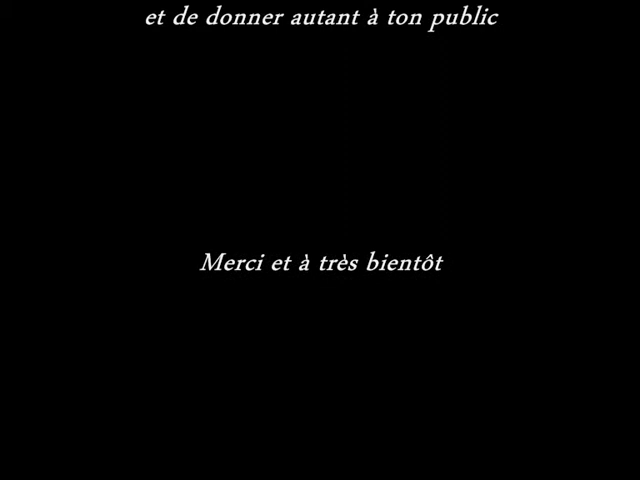 et de donner autant à ton public
Merci et à très bientôt